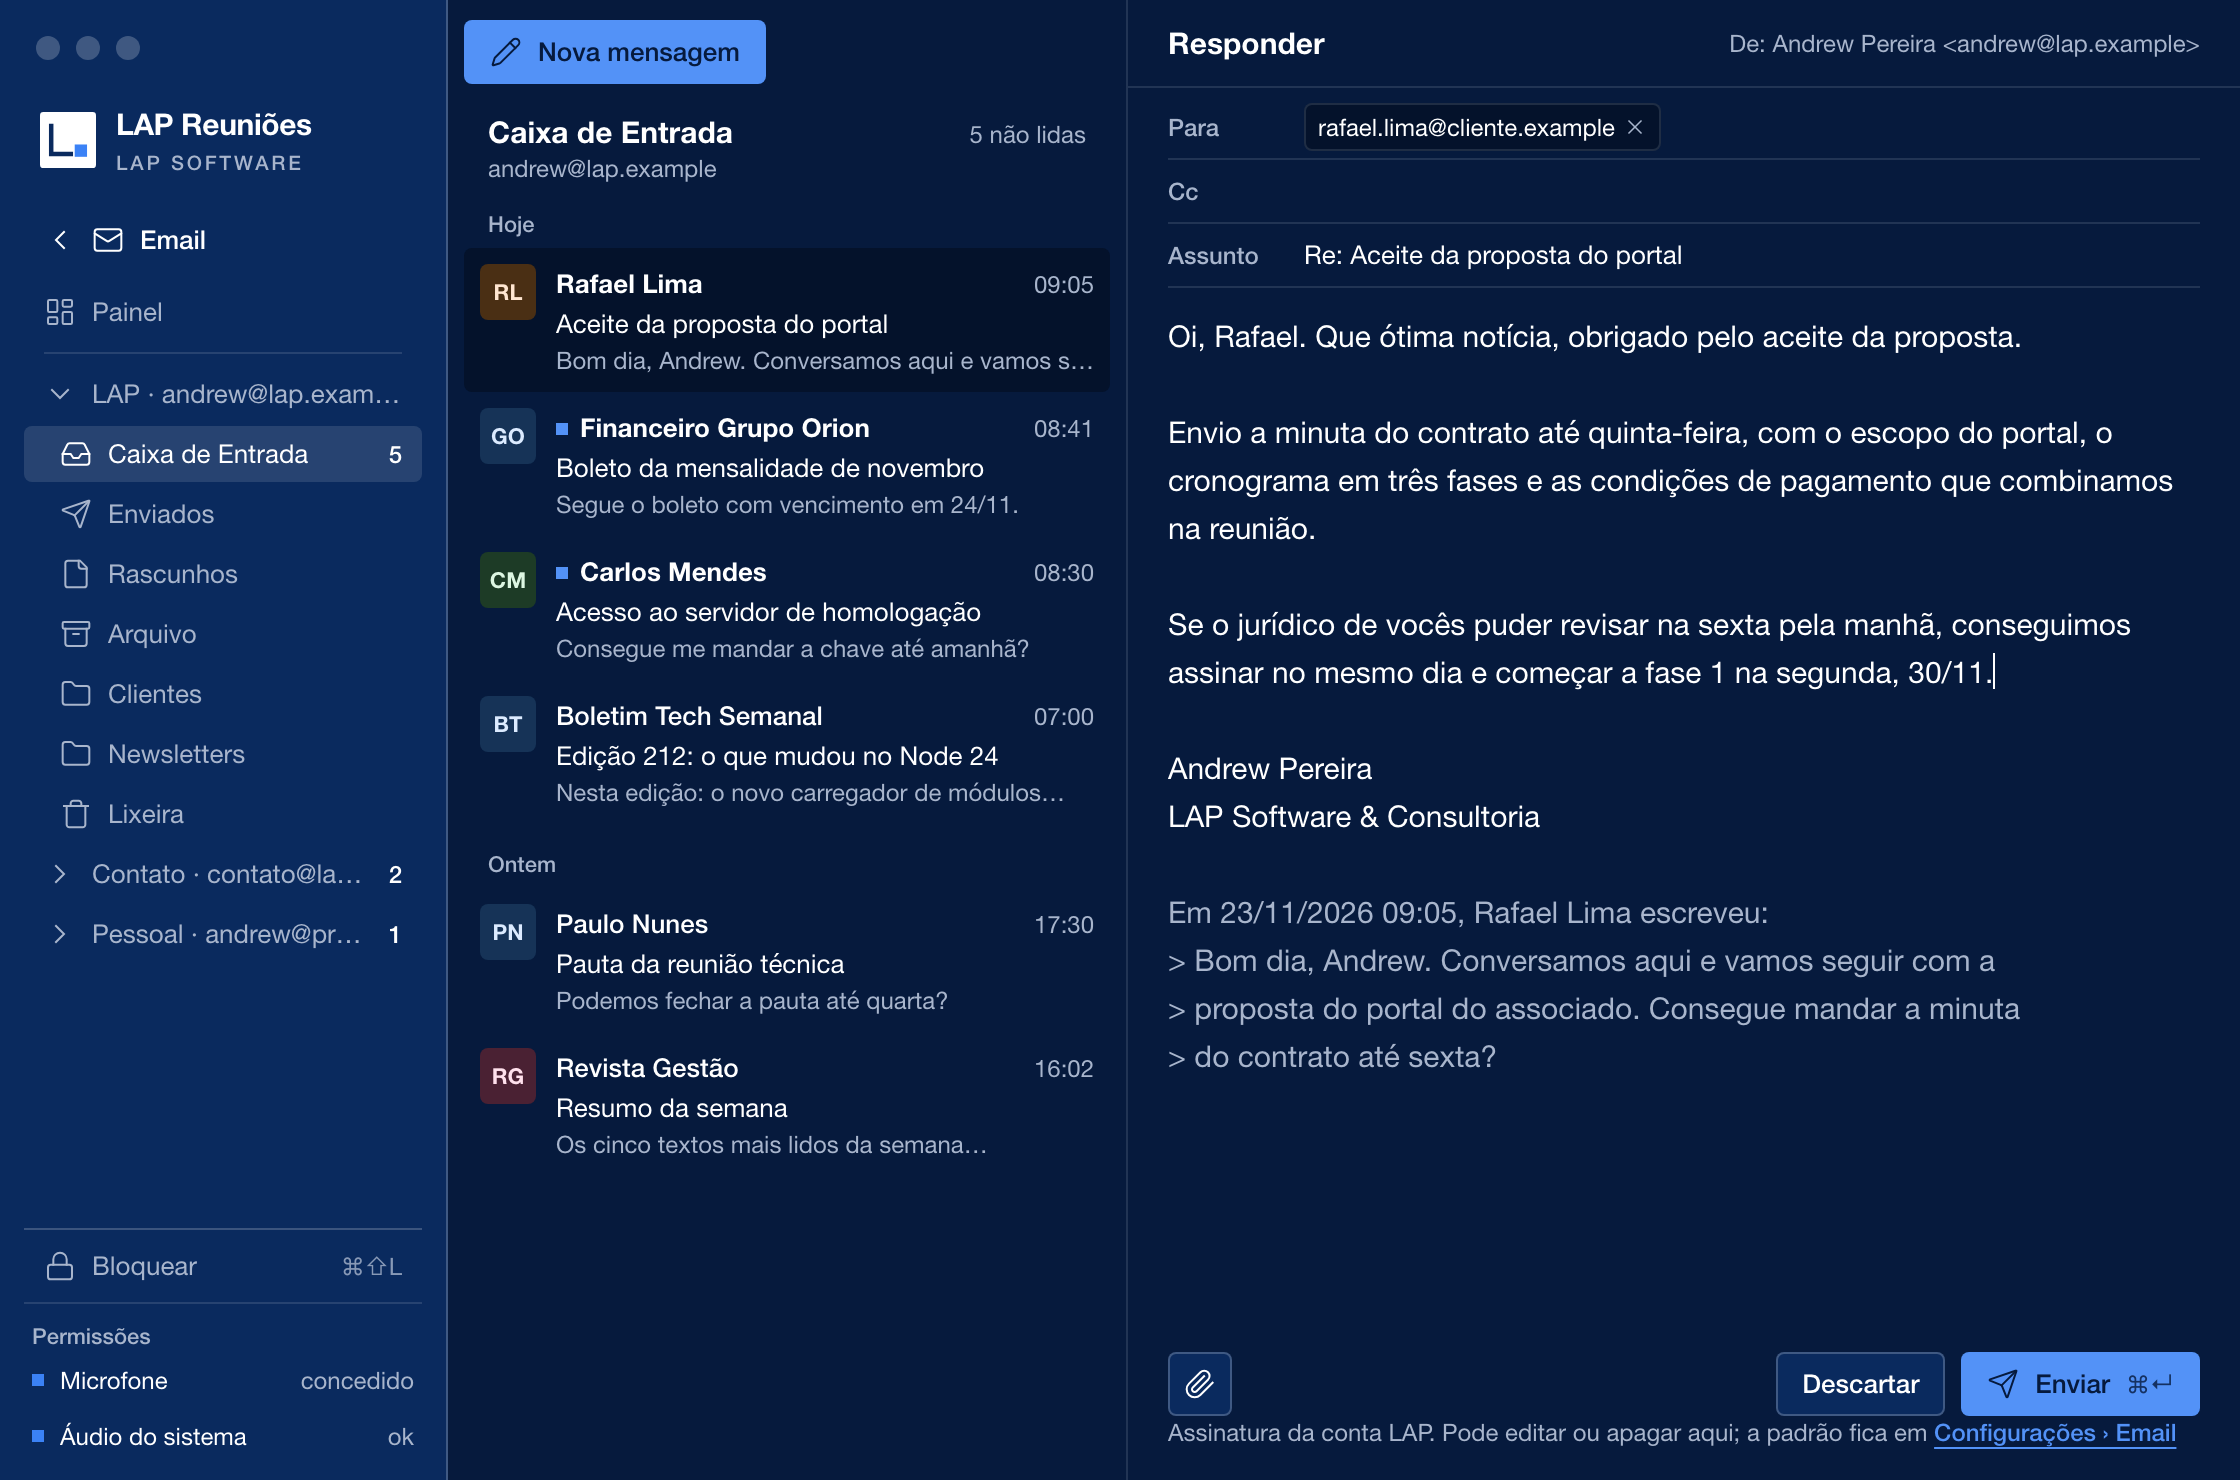 LAP Reuniões
LAP SOFTWARE
Email
Painel
LAP · andrew@lap.exam…
Caixa de Entrada 5
Enviados
Rascunhos
Arquivo
Clientes
Newsletters
Lixeira
Contato · contato@la… 2
Pessoal · andrew@pr… 1
Bloquear ⌘⇧L
Permissões
Microfone concedido
Áudio do sistema ok
Nova mensagem
Caixa de Entrada 5 não lidas
andrew@lap.example
Hoje
RL Rafael Lima 09:05
Aceite da proposta do portal
Bom dia, Andrew. Conversamos aqui e vamos s…
GO Financeiro Grupo Orion 08:41
Boleto da mensalidade de novembro
Segue o boleto com vencimento em 24/11.
CM Carlos Mendes 08:30
Acesso ao servidor de homologação
Consegue me mandar a chave até amanhã?
BT Boletim Tech Semanal 07:00
Edição 212: o que mudou no Node 24
Nesta edição: o novo carregador de módulos…
Ontem
PN Paulo Nunes 17:30
Pauta da reunião técnica
Podemos fechar a pauta até quarta?
RG Revista Gestão 16:02
Resumo da semana
Os cinco textos mais lidos da semana…
Responder De: Andrew Pereira <andrew@lap.example>
Para rafael.lima@cliente.example ×
Cc
Assunto Re: Aceite da proposta do portal
Oi, Rafael. Que ótima notícia, obrigado pelo aceite da proposta.
Envio a minuta do contrato até quinta-feira, com o escopo do portal, o
cronograma em três fases e as condições de pagamento que combinamos
na reunião.
Se o jurídico de vocês puder revisar na sexta pela manhã, conseguimos
assinar no mesmo dia e começar a fase 1 na segunda, 30/11.
Andrew Pereira
LAP Software & Consultoria
Em 23/11/2026 09:05, Rafael Lima escreveu:
> Bom dia, Andrew. Conversamos aqui e vamos seguir com a
> proposta do portal do associado. Consegue mandar a minuta
> do contrato até sexta?
Descartar
Enviar ⌘↵
Assinatura da conta LAP. Pode editar ou apagar aqui; a padrão fica em Configurações › Email